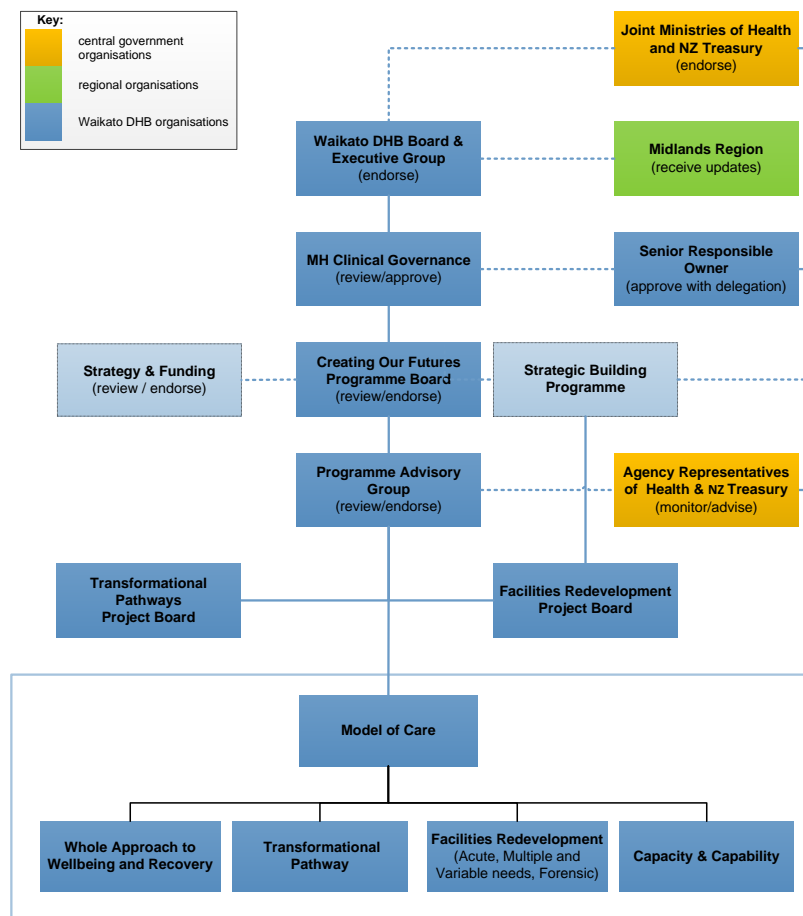 Key:
central government
organisations
regional organisations
Waikato DHB organisations
Joint Ministries of Health
and NZ Treasury
(endorse)
Waikato DHB Board &
Executive Group
(endorse)
Midlands Region
(receive updates)
MH Clinical Governance
(review/approve)
Senior Responsible
Owner
(approve with delegation)
Strategy & Funding
(review / endorse)
Creating Our Futures
Programme Board
(review/endorse)
Strategic Building
Programme
Programme Advisory
Group
(review/endorse)
Agency Representatives
of Health & NZ Treasury
(monitor/advise)
Transformational
Pathways
Project Board
Facilities Redevelopment
Project Board
Model of Care
Whole Approach to
Wellbeing and Recovery
Transformational
Pathway
Facilities Redevelopment
(Acute, Multiple and
Variable needs, Forensic)
Capacity & Capability